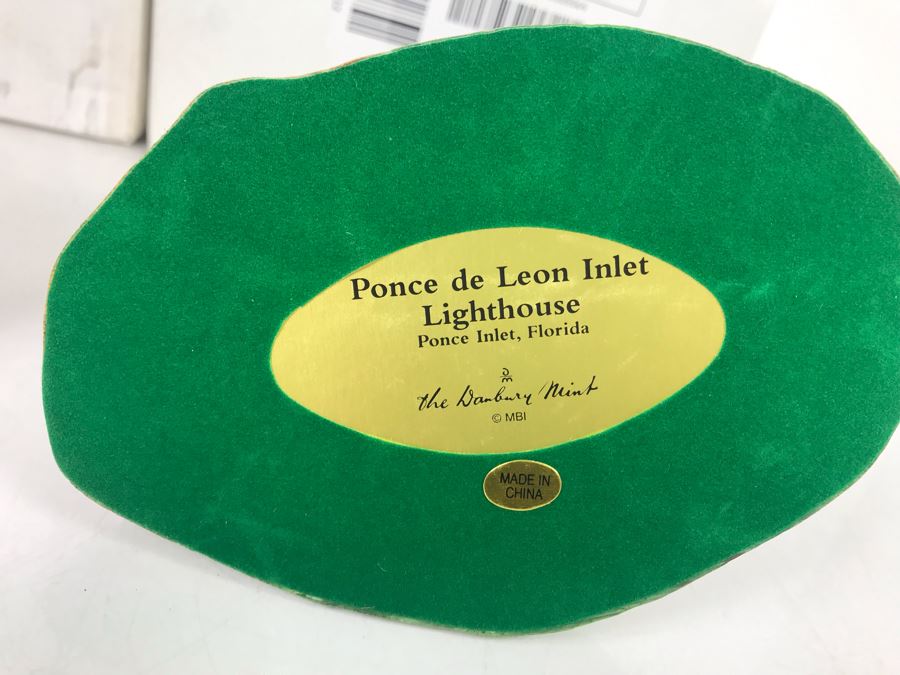 Ponce de Leon Inlet
Lighthouse
Ponce Inlet, Florida
the Danbury Mint
© MBI
MADE IN
CHINA